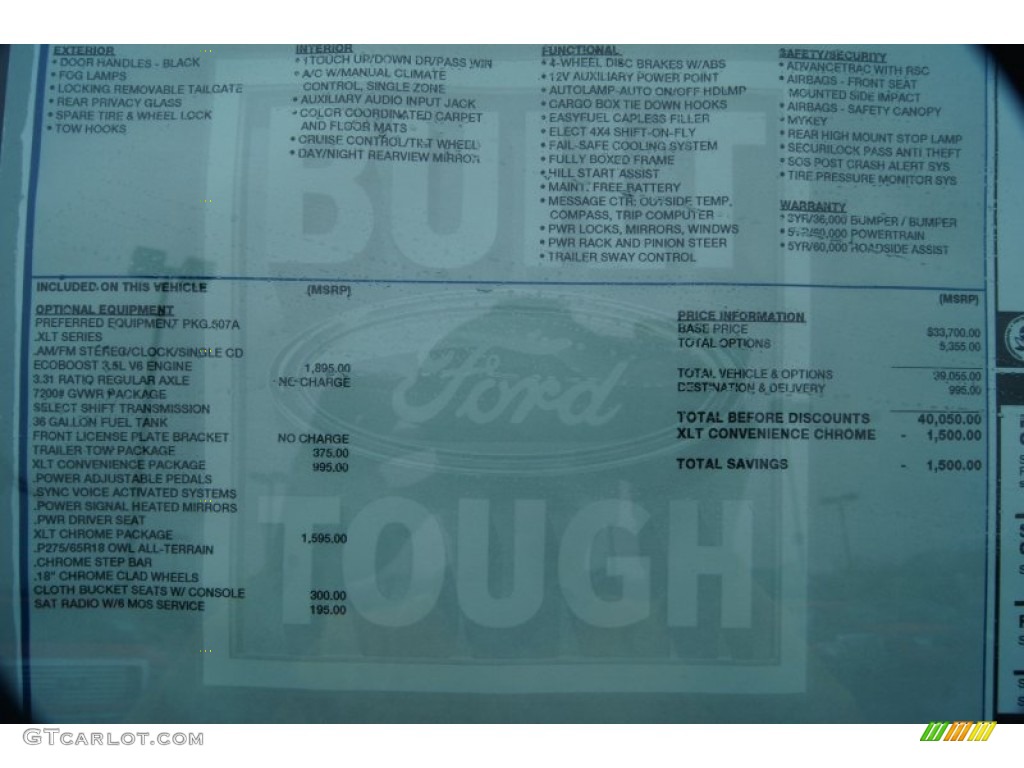 EXTERIOR
• DOOR HANDLES - BLACK
• FOG LAMPS
• LOCKING REMOVABLE TAILGATE
• REAR PRIVACY GLASS
• SPARE TIRE & WHEEL LOCK
• TOW HOOKS
INTERIOR
• 1TOUCH UP/DOWN DR/PASS WIN
• A/C W/MANUAL CLIMATE
CONTROL, SINGLE ZONE
• AUXILIARY AUDIO INPUT JACK
• COLOR COORDINATED CARPET
AND FLOOR MATS
• CRUISE CONTROL/TILT WHEEL
• DAY/NIGHT REARVIEW MIRROR
FUNCTIONAL
• 4-WHEEL DISC BRAKES W/ABS
• 12V AUXILIARY POWER POINT
• AUTOLAMP-AUTO ON/OFF HDLMP
• CARGO BOX TIE DOWN HOOKS
• EASYFUEL CAPLESS FILLER
• ELECT 4X4 SHIFT-ON-FLY
• FAIL-SAFE COOLING SYSTEM
• FULLY BOXED FRAME
• HILL START ASSIST
• MAINT. FREE BATTERY
• MESSAGE CTR: OUTSIDE TEMP,
COMPASS, TRIP COMPUTER
• PWR LOCKS, MIRRORS, WINDWS
• PWR RACK AND PINION STEER
• TRAILER SWAY CONTROL
SAFETY/SECURITY
• ADVANCETRAC WITH RSC
• AIRBAGS - FRONT SEAT
MOUNTED SIDE IMPACT
• AIRBAGS - SAFETY CANOPY
• MYKEY
• REAR HIGH MOUNT STOP LAMP
• SECURILOCK PASS ANTI THEFT
• SOS POST CRASH ALERT SYS
• TIRE PRESSURE MONITOR SYS
WARRANTY
• 3YR/36,000 BUMPER / BUMPER
• 5YR/60,000 POWERTRAIN
• 5YR/60,000 ROADSIDE ASSIST
BUILT
Ford
TOUGH
INCLUDED ON THIS VEHICLE (MSRP)
OPTIONAL EQUIPMENT
PREFERRED EQUIPMENT PKG.507A
.XLT SERIES
.AM/FM STEREO/CLOCK/SINGLE CD
ECOBOOST 3.5L V6 ENGINE 1,895.00
3.31 RATIO REGULAR AXLE NO CHARGE
7200# GVWR PACKAGE
SELECT SHIFT TRANSMISSION
36 GALLON FUEL TANK
FRONT LICENSE PLATE BRACKET NO CHARGE
TRAILER TOW PACKAGE 375.00
XLT CONVENIENCE PACKAGE 995.00
.POWER ADJUSTABLE PEDALS
.SYNC VOICE ACTIVATED SYSTEMS
.POWER SIGNAL HEATED MIRRORS
.PWR DRIVER SEAT
XLT CHROME PACKAGE 1,595.00
.P275/65R18 OWL ALL-TERRAIN
.CHROME STEP BAR
.18" CHROME CLAD WHEELS
CLOTH BUCKET SEATS W/ CONSOLE 300.00
SAT RADIO W/6 MOS SERVICE 195.00
(MSRP)
PRICE INFORMATION
BASE PRICE $33,700.00
TOTAL OPTIONS 5,355.00
TOTAL VEHICLE & OPTIONS 39,055.00
DESTINATION & DELIVERY 995.00
TOTAL BEFORE DISCOUNTS 40,050.00
XLT CONVENIENCE CHROME - 1,500.00
TOTAL SAVINGS - 1,500.00
GTCARLOT.COM